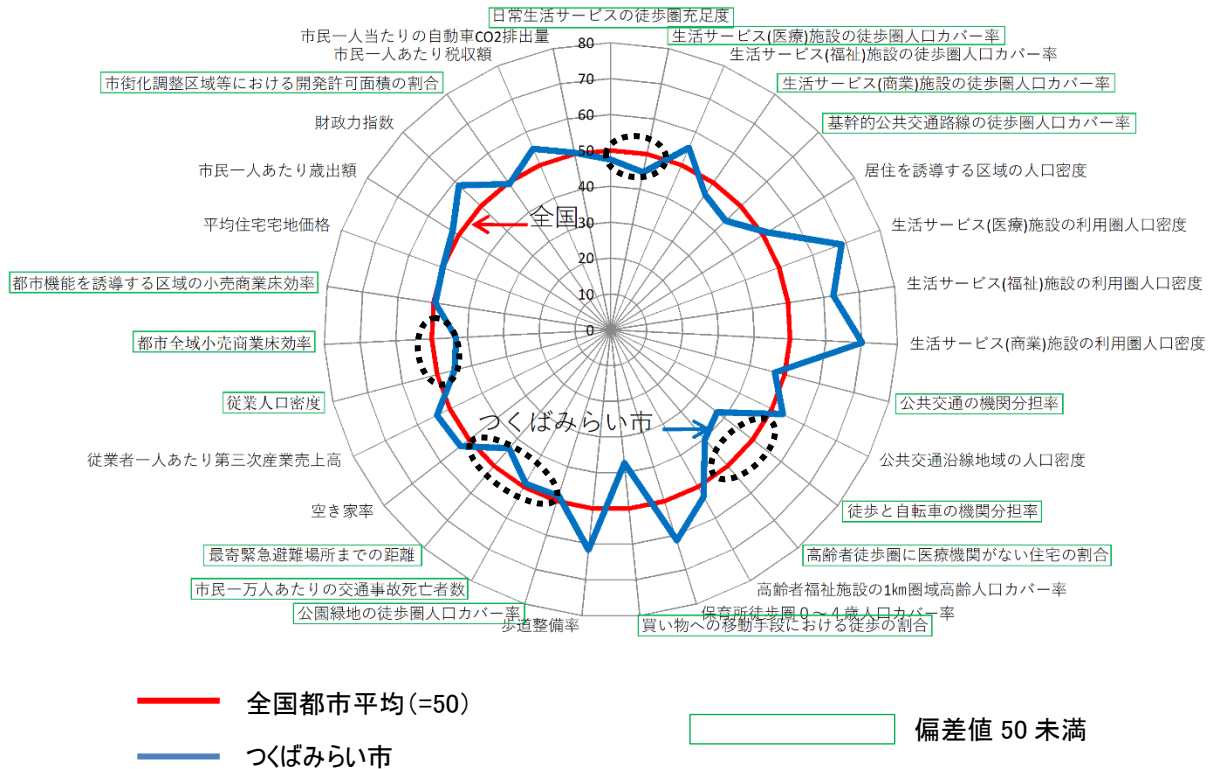 日常生活サービスの徒歩圏充足度
生活サービス(医療)施設の徒歩圏人口カバー率
生活サービス(福祉)施設の徒歩圏人口カバー率
生活サービス(商業)施設の徒歩圏人口カバー率
基幹的公共交通路線の徒歩圏人口カバー率
居住を誘導する区域の人口密度
生活サービス(医療)施設の利用圏人口密度
生活サービス(福祉)施設の利用圏人口密度
生活サービス(商業)施設の利用圏人口密度
公共交通の機関分担率
公共交通沿線地域の人口密度
徒歩と自転車の機関分担率
高齢者徒歩圏に医療機関がない住宅の割合
高齢者福祉施設の1km圏域高齢人口カバー率
保育所徒歩圏0～4歳人口カバー率
買い物への移動手段における徒歩の割合
歩道整備率
公園緑地の徒歩圏人口カバー率
市民一万人あたりの交通事故死亡者数
最寄緊急避難場所までの距離
空き家率
従業者一人あたり第三次産業売上高
従業人口密度
都市全域小売商業床効率
都市機能を誘導する区域の小売商業床効率
平均住宅宅地価格
市民一人あたり歳出額
財政力指数
市街化調整区域等における開発許可面積の割合
市民一人あたり税収額
市民一人当たりの自動車CO2排出量
80
70
60
50
40
30
20
10
0
全国
つくばみらい市
全国都市平均(=50)
つくばみらい市
偏差値 50 未満